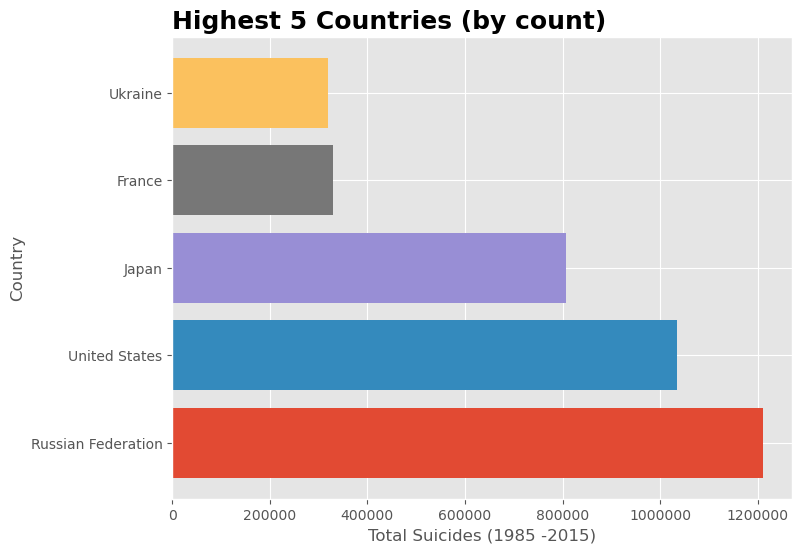 Highest 5 Countries (by count)
Ukraine
France
Japan
United States
Russian Federation
Country
0 200000 400000 600000 800000 1000000 1200000
Total Suicides (1985 -2015)